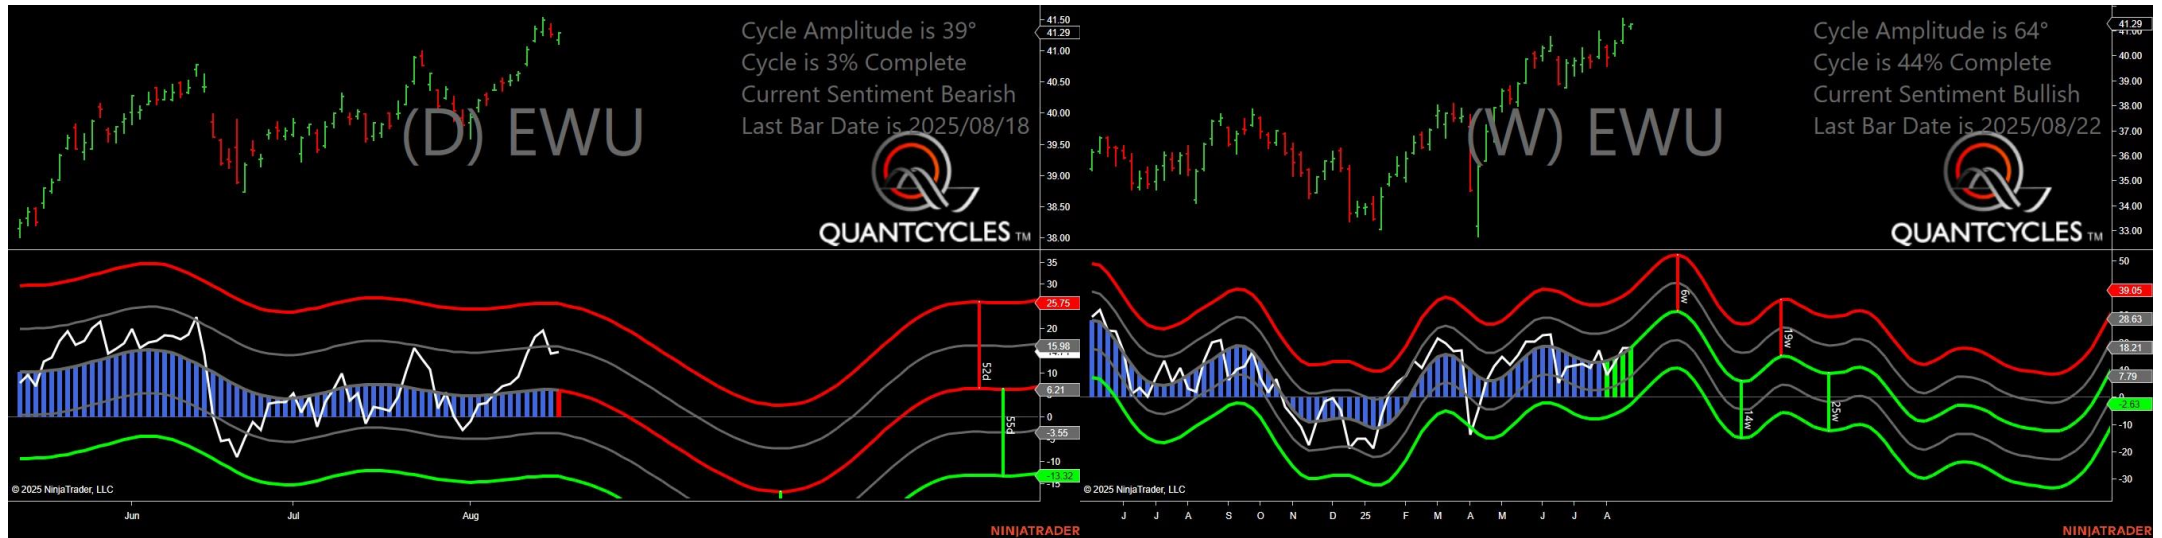 Cycle Amplitude is 39°
Cycle is 3% Complete
Current Sentiment Bearish
Last Bar Date is 2025/08/18
(D) EWU
QUANTCYCLES TM
41.50
41.29
41.00
40.50
40.00
39.50
39.00
38.50
38.00
35
25.75
20
15.98
10
6.21
0
-3.55
-5
-10
-13.32
-15
52d
55d
© 2025 NinjaTrader, LLC
Jun Jul Aug
NINJATRADER
Cycle Amplitude is 64°
Cycle is 44% Complete
Current Sentiment Bullish
Last Bar Date is 2025/08/22
(W) EWU
QUANTCYCLES TM
41.29
41.00
40.00
39.00
38.00
37.00
36.00
35.00
34.00
33.00
50
39.05
28.63
18.21
7.79
0
-2.63
-10
-20
-30
6w
19w
14w
25w
© 2025 NinjaTrader, LLC
J J A S O N D 25 F M A M J J A
NINJATRADER